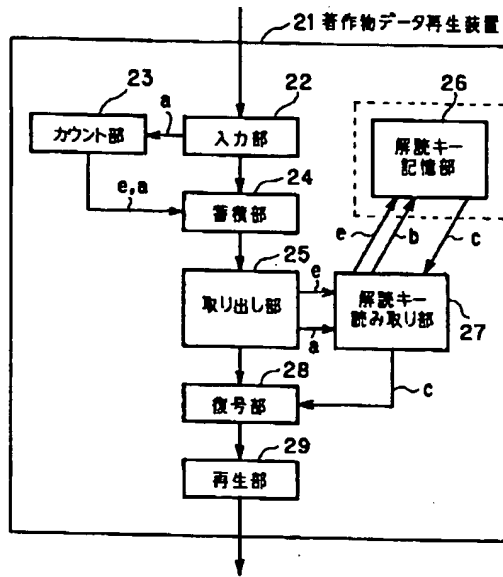 21 著作物データ再生装置
23
22
26
カウント部
a
入力部
解読キー
記憶部
24
e,a
蓄積部
e
b
c
25
取り出し部
e
a
解読キー
読み取り部
27
28
復号部
c
29
再生部